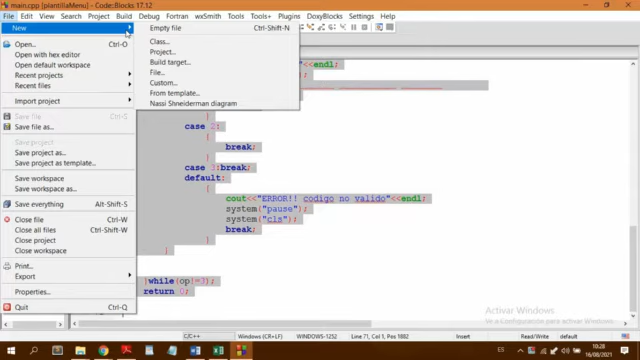 main.cpp [plantillaMenu] - Code::Blocks 20.03
File Edit View Search Project Build Debug Fortran wxSmith Tools Tools+ Plugins DoxyBlocks Settings Help
New
Empty file Ctrl-Shift-N
Class...
Project...
Build target...
File...
Custom...
From template...
Nassi Shneiderman diagram
Open... Ctrl-O
Open with hex editor
Open default workspace
Recent projects
Recent files
Import project
Save file Ctrl-S
Save file as...
Save project
Save project as...
Save project as template...
Save workspace
Save workspace as...
Save everything Alt-Shift-S
Close file Ctrl-W
Close all files Ctrl-Shift-W
Close project
Close workspace
Print...
Export
Properties...
Quit Ctrl-Q
"<<endl;
}
case 2:
break;
}
case 3:break;
default:
{
cout<<"ERROR!! codigo no valido"<<endl;
system("pause");
system("cls");
break;
}
}
}while(op!=3);
return 0;
Activar Windows
Ve a Configuración para activar Windows.
C/C++ Windows (CR+LF) WINDOWS-1252 Line 1, Col 1, Pos 1882 Insert Read/Write default
ES
10:28
16/08/2021